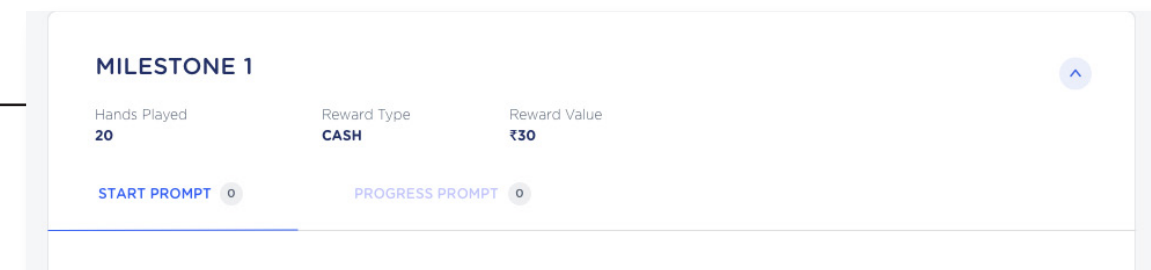 MILESTONE 1
Hands Played Reward Type Reward Value
20 CASH ₹30
START PROMPT 0 PROGRESS PROMPT 0